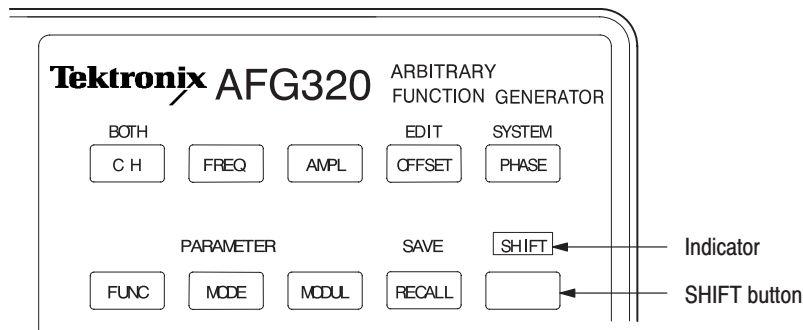 Tektronix AFG320 ARBITRARY
FUNCTION GENERATOR
BOTH EDIT SYSTEM
CH FREQ AMPL OFFSET PHASE
PARAMETER SAVE SHIFT Indicator
FUNC MODE MODUL RECALL SHIFT button